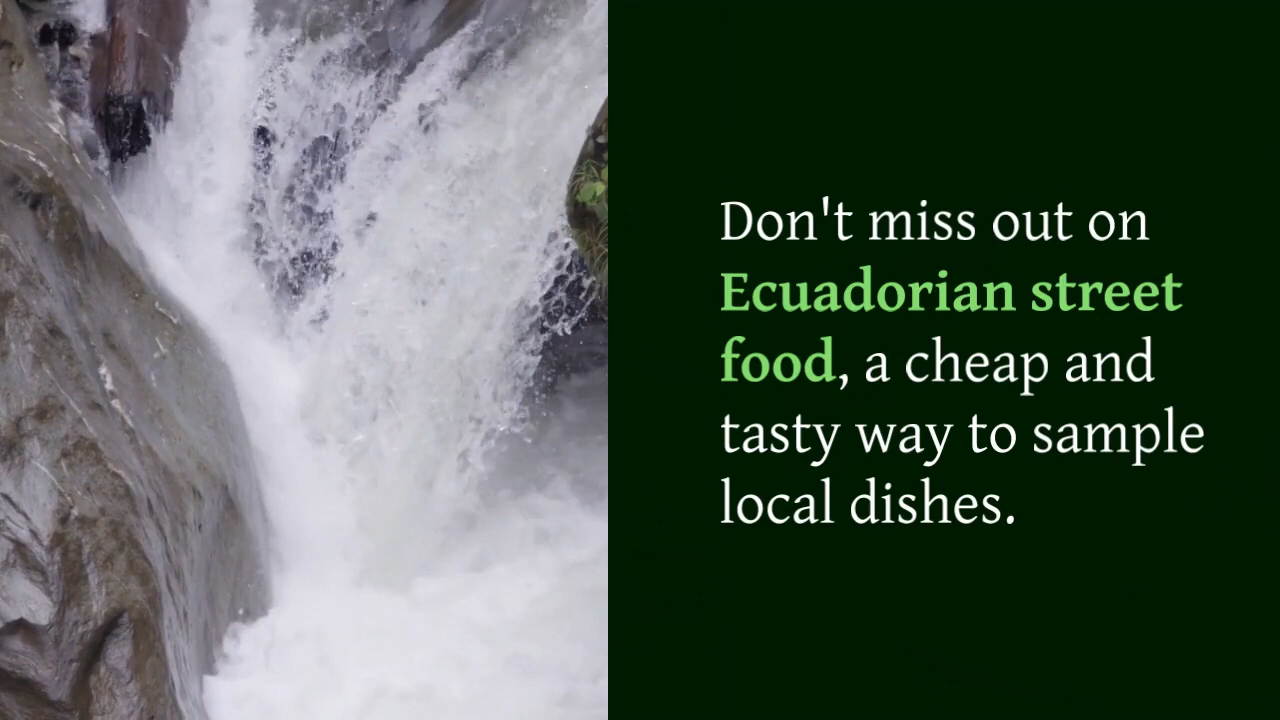 Don't miss out on
Ecuadorian street
food, a cheap and
tasty way to sample
local dishes.